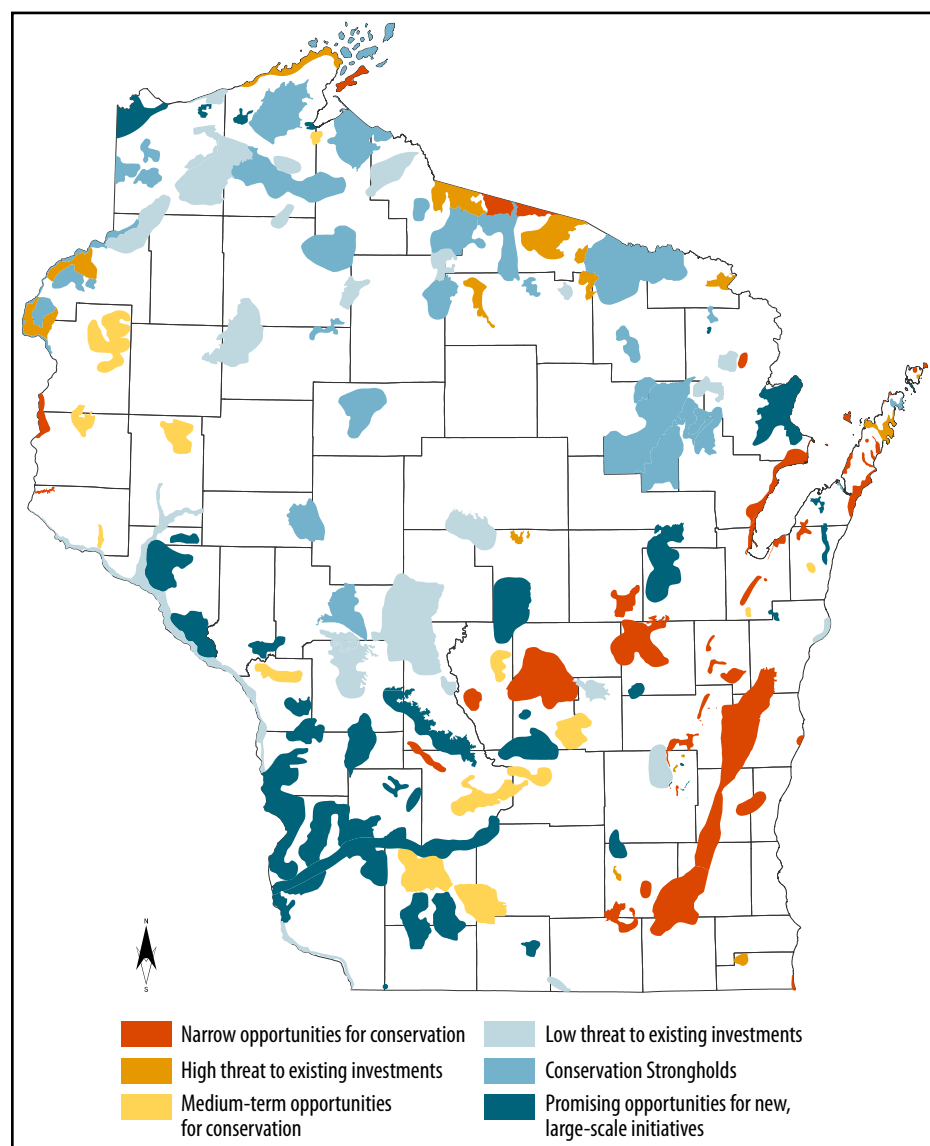 N
S
Narrow opportunities for conservation
High threat to existing investments
Medium-term opportunities
for conservation
Low threat to existing investments
Conservation Strongholds
Promising opportunities for new,
large-scale initiatives